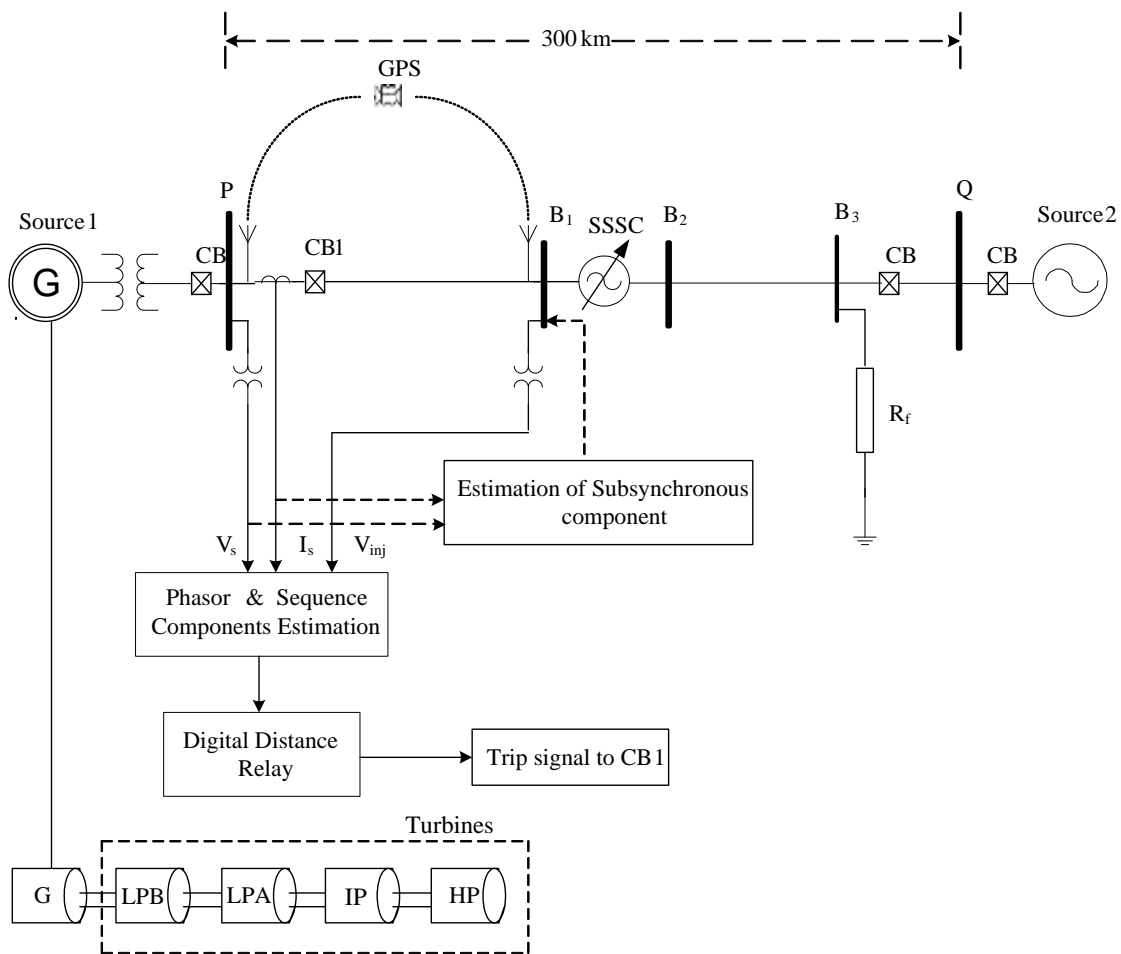 300 km
GPS
P
Q
B1
SSSC
B2
B3
Source 1
Source 2
CB
CB1
CB
CB
G
Rf
Estimation of Subsynchronous
component
Vs
Is
Vinj
Phasor & Sequence
Components Estimation
Digital Distance
Relay
Trip signal to CB 1
Turbines
G
LPB
LPA
IP
HP